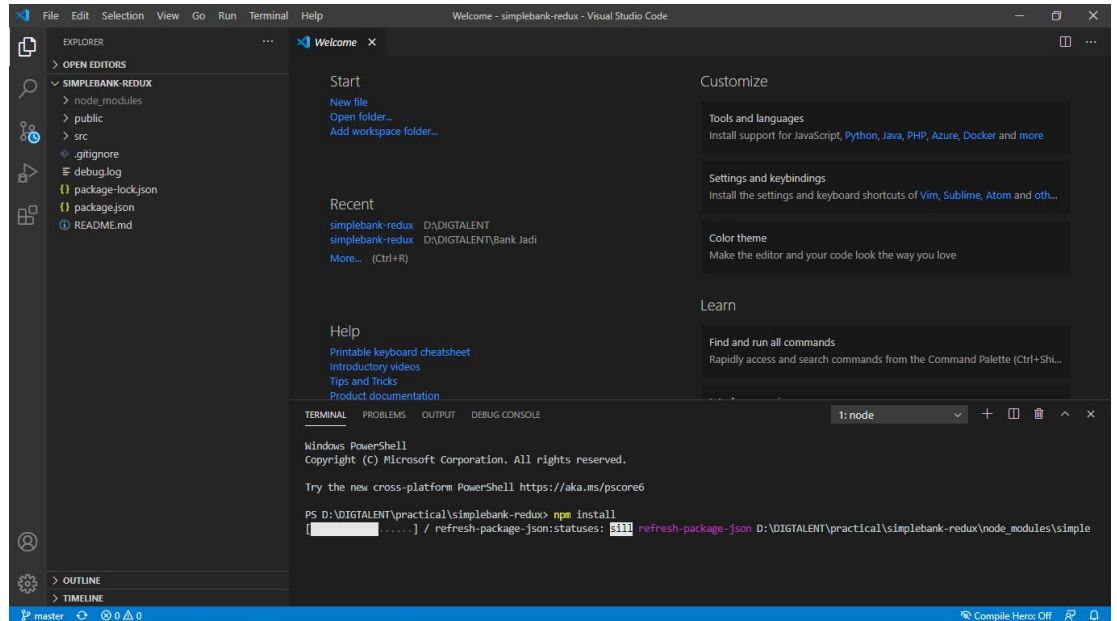 File Edit Selection View Go Run Terminal Help
Welcome - simplebank-redux - Visual Studio Code
EXPLORER
OPEN EDITORS
SIMPLEBANK-REDUX
node_modules
public
src
.gitignore
debug.log
package-lock.json
package.json
README.md
OUTLINE
TIMELINE
Welcome
Start
New file
Open folder...
Add workspace folder...
Recent
simplebank-redux D:\DIGTALENT
simplebank-redux D:\DIGTALENT\Bank Jadi
More... (Ctrl+R)
Help
Printable keyboard cheatsheet
Introductory videos
Tips and Tricks
Product documentation
Customize
Tools and languages
Install support for JavaScript, Python, Java, PHP, Azure, Docker and more
Settings and keybindings
Install the settings and keyboard shortcuts of Vim, Sublime, Atom and oth...
Color theme
Make the editor and your code look the way you love
Learn
Find and run all commands
Rapidly access and search commands from the Command Palette (Ctrl+Shi...
TERMINAL PROBLEMS OUTPUT DEBUG CONSOLE
1: node
Windows PowerShell
Copyright (C) Microsoft Corporation. All rights reserved.
Try the new cross-platform PowerShell https://aka.ms/pscore6
PS D:\DIGTALENT\practical\simplebank-redux> npm install
[ ......] / refresh-package-json:statuses: sill refresh-package-json D:\DIGTALENT\practical\simplebank-redux\node_modules\simple
master 0 0
Compile Hero: Off